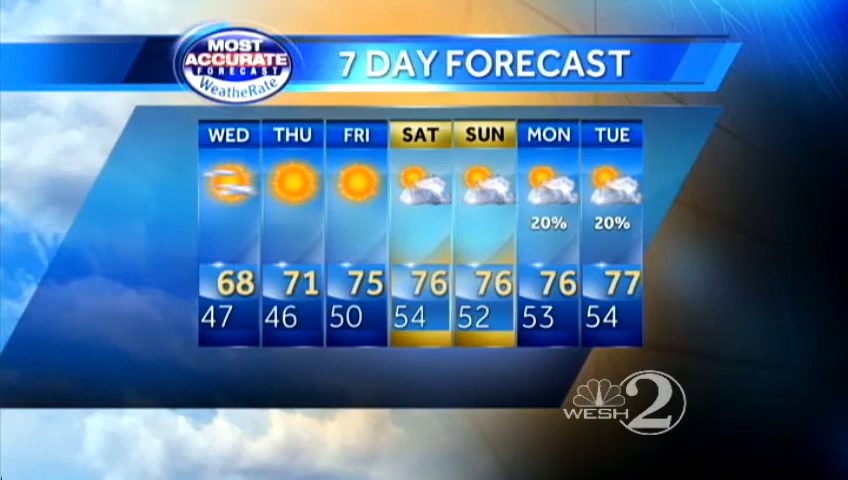 MOST
ACCURATE
FORECAST
WeatheRate
7 DAY FORECAST
WED THU FRI SAT SUN MON TUE
20% 20%
68 71 75 76 76 76 77
47 46 50 54 52 53 54
WESH 2